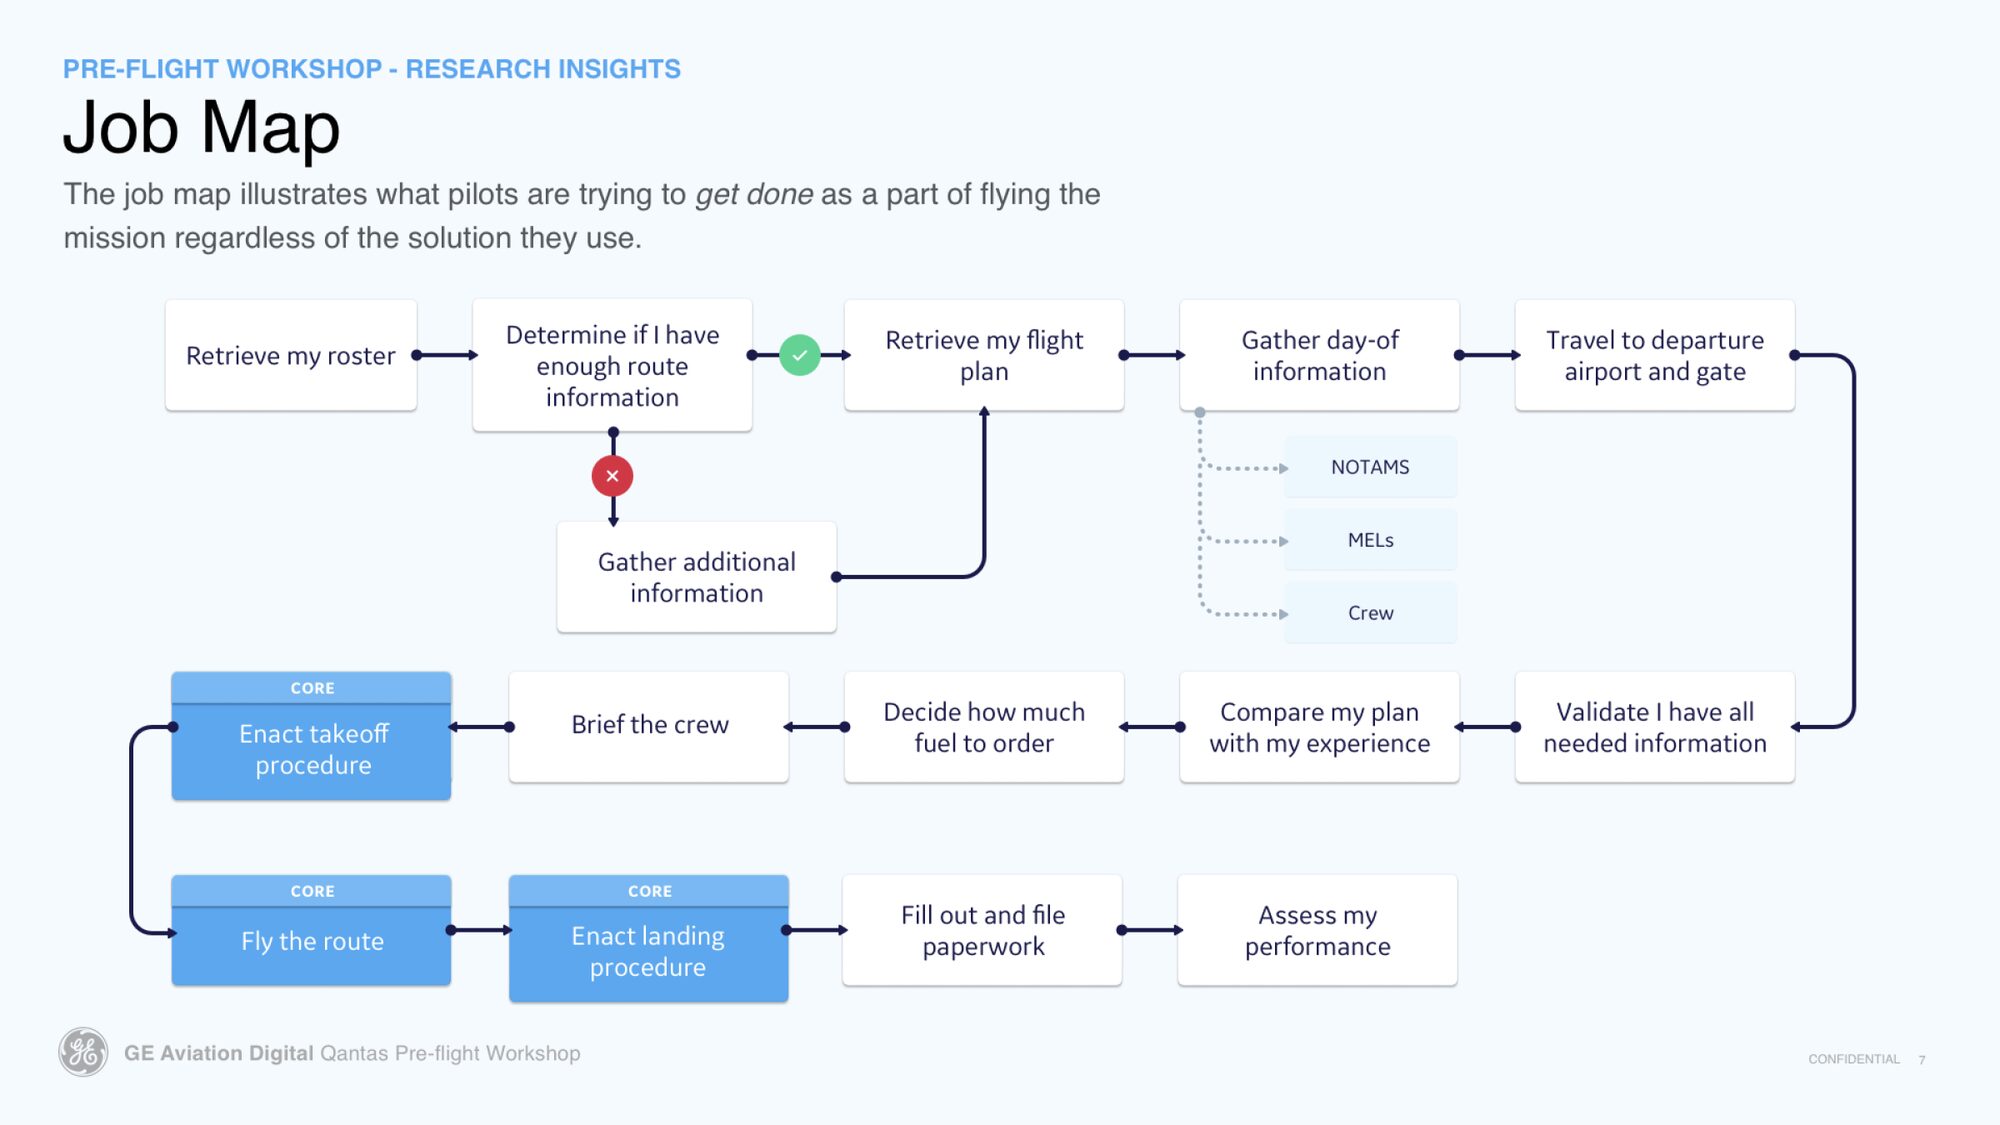 PRE-FLIGHT WORKSHOP - RESEARCH INSIGHTS
Job Map
The job map illustrates what pilots are trying to get done as a part of flying the
mission regardless of the solution they use.
Retrieve my roster
Determine if I have
enough route
information
Retrieve my flight
plan
Gather day-of
information
Travel to departure
airport and gate
NOTAMS
MELs
Crew
Gather additional
information
CORE
Enact takeoff
procedure
Brief the crew
Decide how much
fuel to order
Compare my plan
with my experience
Validate I have all
needed information
CORE
Fly the route
CORE
Enact landing
procedure
Fill out and file
paperwork
Assess my
performance
GE
GE Aviation Digital Qantas Pre-flight Workshop
CONFIDENTIAL 7